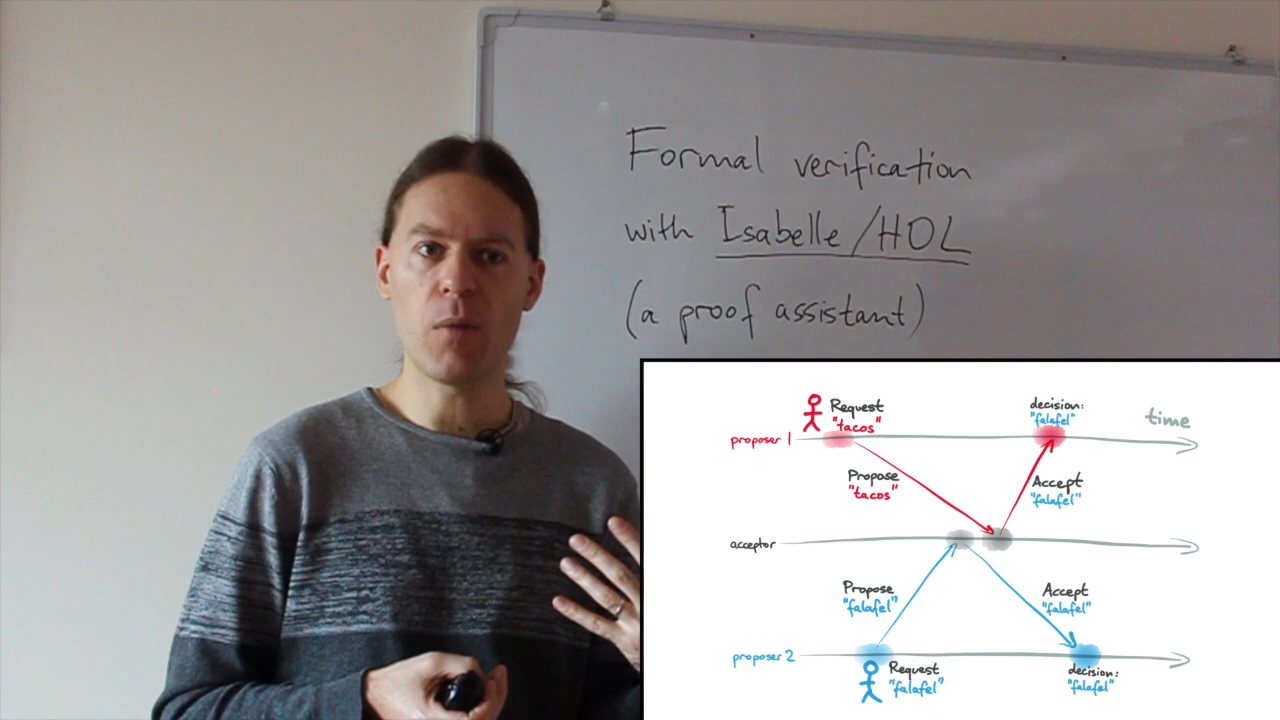 Formal verification
with Isabelle/HOL
(a proof assistant)
Request
"tacos"
decision:
"falafel"
time
proposer 1
Propose
"tacos"
Accept
"falafel"
acceptor
Propose
"falafel"
Accept
"falafel"
proposer 2
Request
"falafel"
decision:
"falafel"